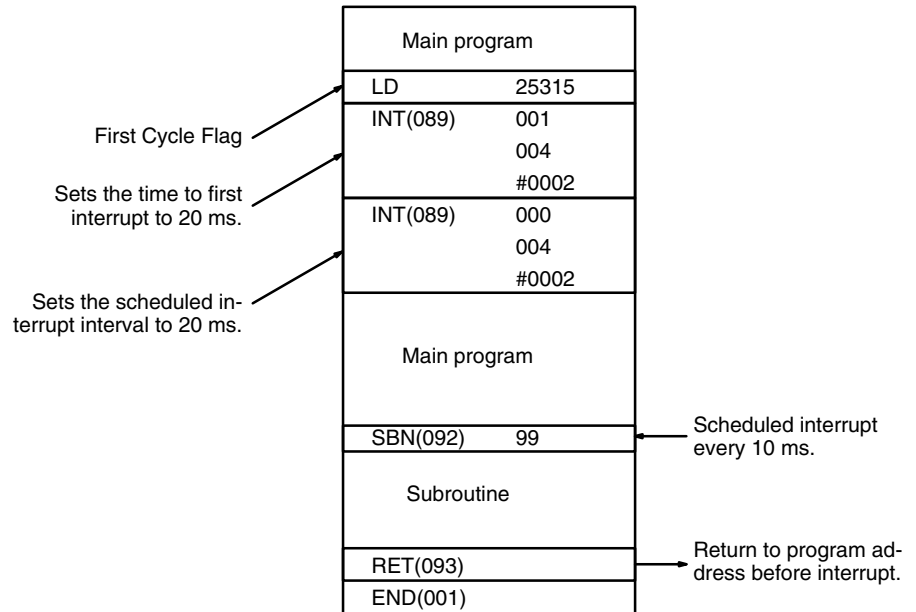 Main program
LD 25315
First Cycle Flag
INT(089) 001
004
#0002
Sets the time to first
interrupt to 20 ms.
INT(089) 000
004
#0002
Sets the scheduled in-
terrupt interval to 20 ms.
Main program
SBN(092) 99
Scheduled interrupt
every 10 ms.
Subroutine
RET(093)
Return to program ad-
dress before interrupt.
END(001)